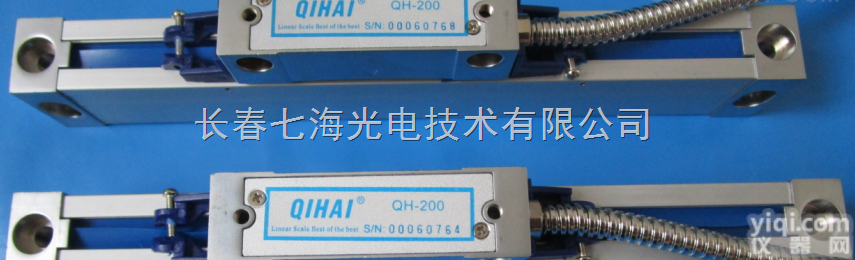 QIHAI® QH-200
Linear Scale Best of the best S/N: 00060768
长春七海光电技术有限公司
QIHAI® QH-200
Linear Scale Best of the best S/N: 00060764
yiqi.com
仪器网